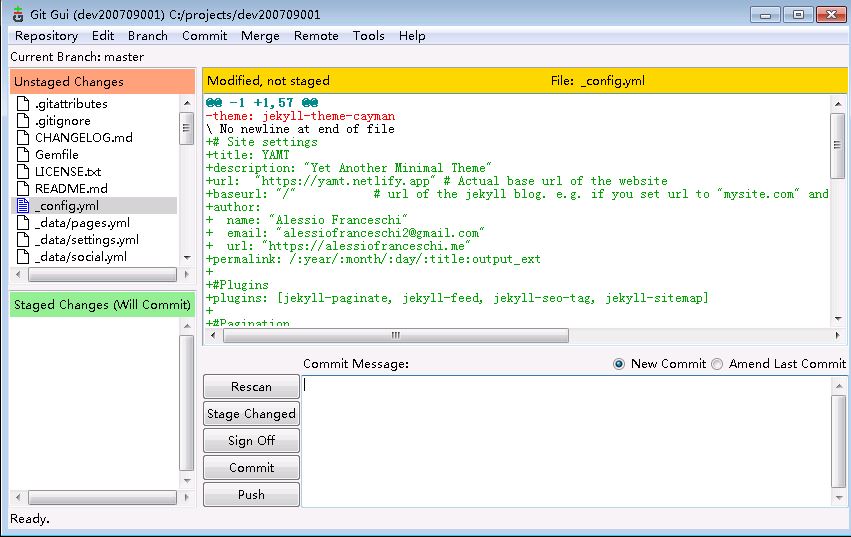 Git Gui (dev200709001) C:/projects/dev200709001
Repository Edit Branch Commit Merge Remote Tools Help
Current Branch: master
Unstaged Changes
.gitattributes
.gitignore
CHANGELOG.md
Gemfile
LICENSE.txt
README.md
_config.yml
_data/pages.yml
_data/settings.yml
_data/social.yml
Staged Changes (Will Commit)
Modified, not staged File: _config.yml
@@ -1 +1,57 @@
-theme: jekyll-theme-cayman
\ No newline at end of file
+# Site settings
+title: YAMT
+description: "Yet Another Minimal Theme"
+url:  "https://yamt.netlify.app" # Actual base url of the website
+baseurl: "/"          # url of the jekyll blog. e.g. if you set url to "mysite.com" and
+author:
+  name: "Alessio Franceschi"
+  email: "alessiofranceschi2@gmail.com"
+  url: "https://alessiofranceschi.me"
+permalink: /:year/:month/:day/:title:output_ext
+
+#Plugins
+plugins: [jekyll-paginate, jekyll-feed, jekyll-seo-tag, jekyll-sitemap]
+
+#Pagination
Commit Message: New Commit Amend Last Commit
Rescan
Stage Changed
Sign Off
Commit
Push
Ready.